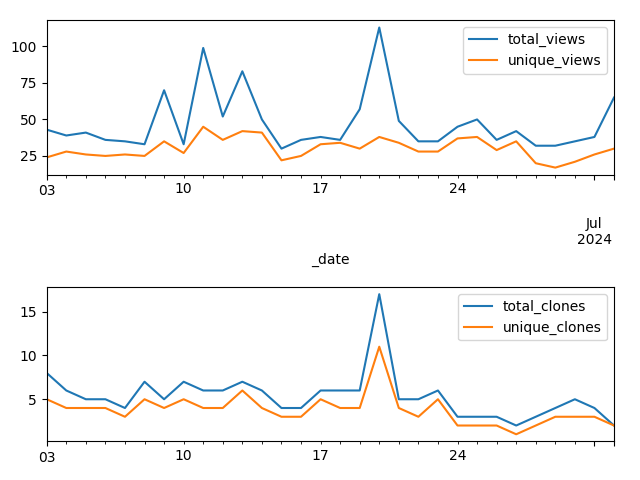 total_views
unique_views
100
75
50
25
03
10
17
24
Jul
2024
_date
total_clones
unique_clones
15
10
5
03
10
17
24